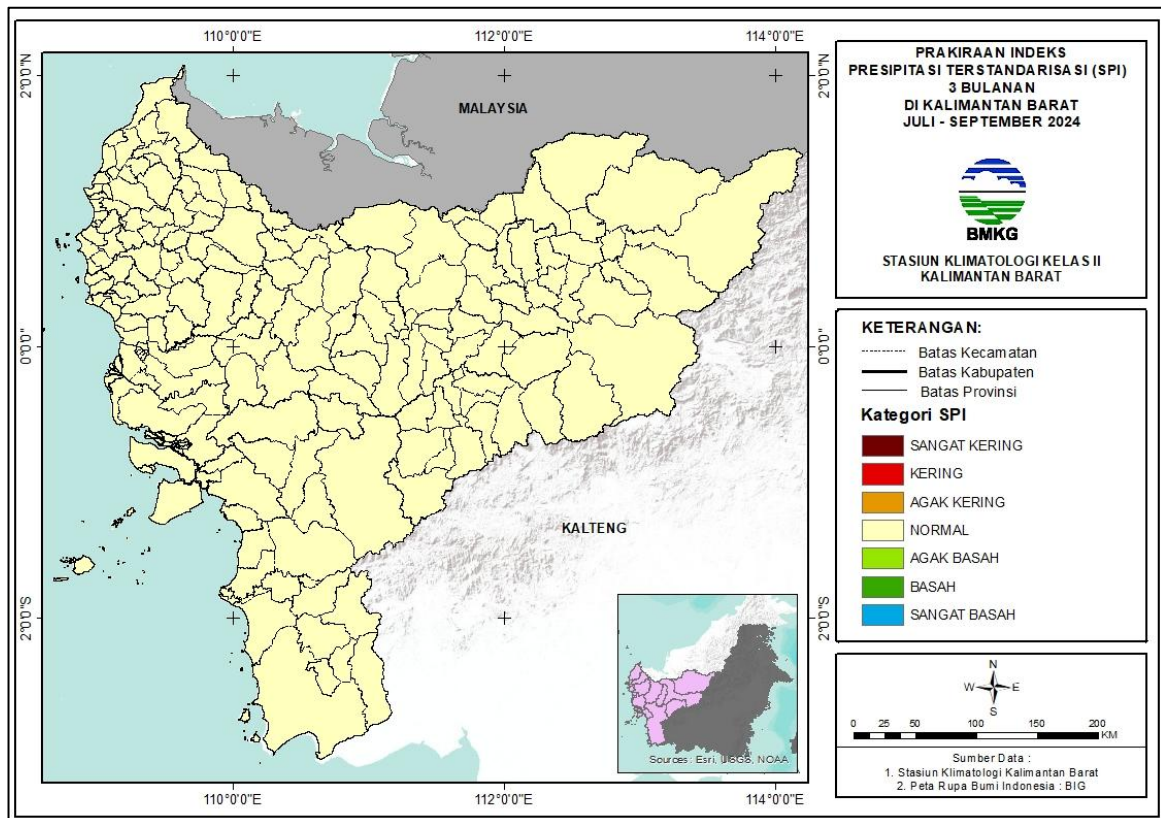 110°0'0"E
112°0'0"E
114°0'0"E
2°0'0"N
2°0'0"N
0°0'0"
0°0'0"
2°0'0"S
2°0'0"S
110°0'0"E
112°0'0"E
114°0'0"E
MALAYSIA
KALTENG
Sources: Esri, USGS, NOAA
PRAKIRAAN INDEKS
PRESIPITASI TERSTANDARISASI (SPI)
3 BULANAN
DI KALIMANTAN BARAT
JULI - SEPTEMBER 2024
BMKG
STASIUN KLIMATOLOGI KELAS II
KALIMANTAN BARAT
KETERANGAN:
Batas Kecamatan
Batas Kabupaten
Batas Provinsi
Kategori SPI
SANGAT KERING
KERING
AGAK KERING
NORMAL
AGAK BASAH
BASAH
SANGAT BASAH
N
W E
S
0 25 50 100 150 200
KM
Sumber Data :
1. Stasiun Klimatologi Kalimantan Barat
2. Peta Rupa Bumi Indonesia : BIG